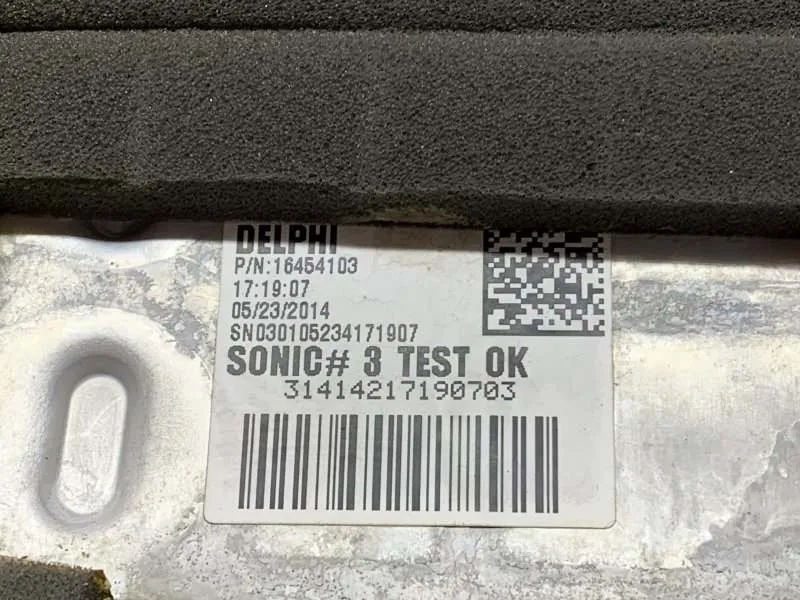 DELPHI
P/N:16454103
17:19:07
05/23/2014
SN030105234171907
SONIC# 3 TEST OK
31414217190703